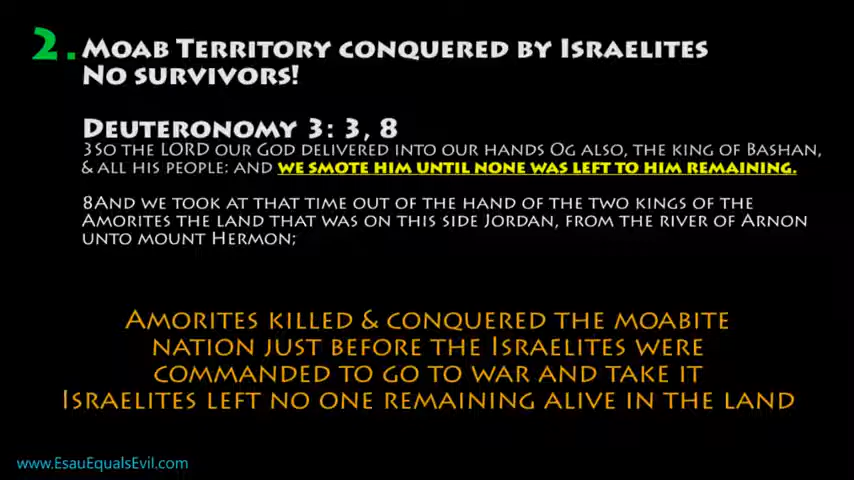 2. Moab Territory conquered by Israelites
No survivors!
Deuteronomy 3: 3, 8
3So the LORD our God delivered into our hands Og also, the king of Bashan,
& all his people: and we smote him until none was left to him remaining.
8And we took at that time out of the hand of the two kings of the
Amorites the land that was on this side Jordan, from the river of Arnon
unto mount Hermon;
Amorites killed & conquered the moabite
nation just before the Israelites were
commanded to go to war and take it
Israelites left no one remaining alive in the land
www.EsauEqualsEvil.com